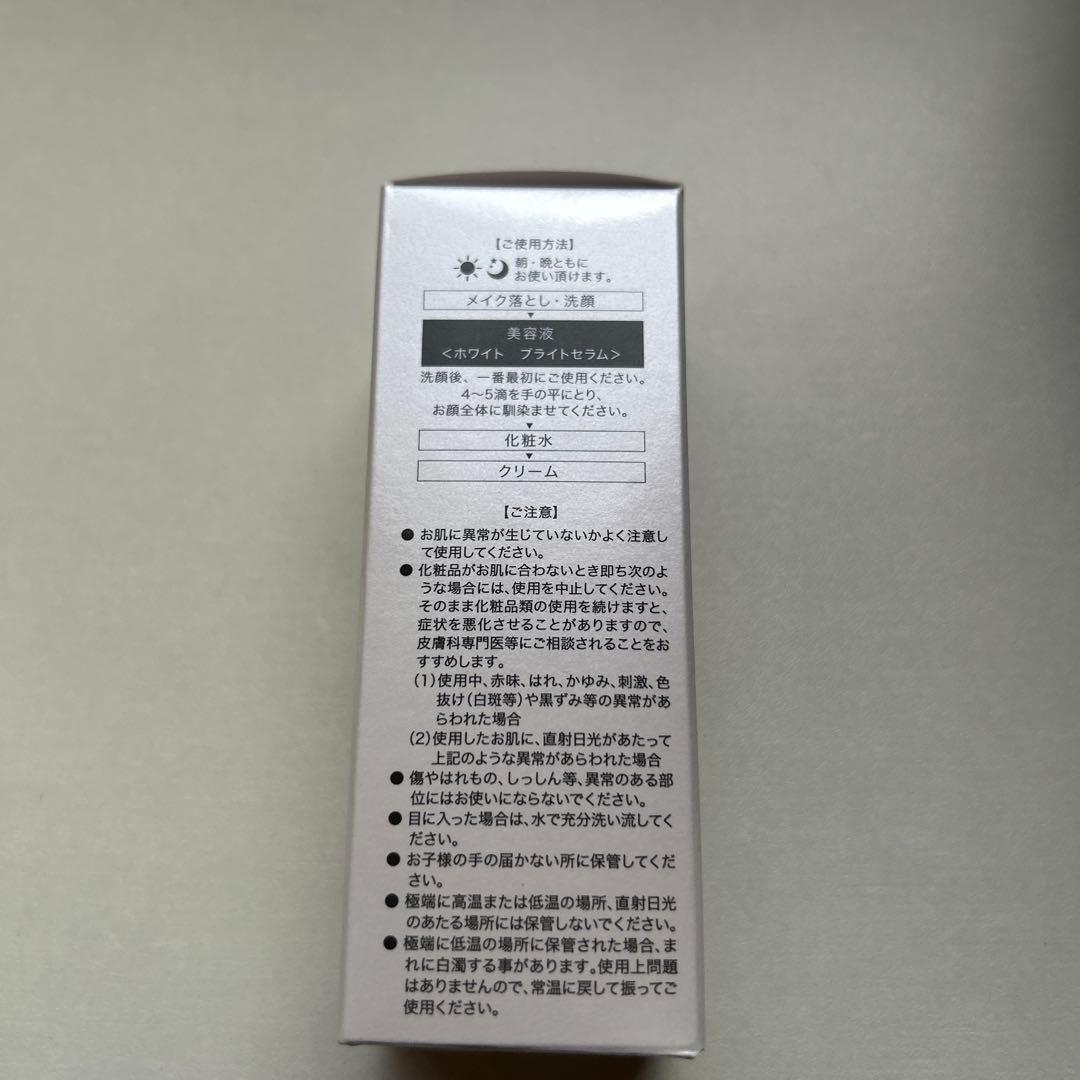 【ご使用方法】
朝・晩ともに
お使い頂けます。
メイク落とし・洗顔
▼
美容液
＜ホワイト　ブライトセラム＞
洗顔後、一番最初にご使用ください。
4〜5滴を手の平にとり、
お顔全体に馴染ませてください。
▼
化粧水
▼
クリーム
【ご注意】
● お肌に異常が生じていないかよく注意し
て使用してください。
● 化粧品がお肌に合わないとき即ち次のよ
うな場合には、使用を中止してください。
そのまま化粧品類の使用を続けますと、
症状を悪化させることがありますので、
皮膚科専門医等にご相談されることをお
すすめします。
(1)使用中、赤味、はれ、かゆみ、刺激、色
抜け(白斑等)や黒ずみ等の異常があ
らわれた場合
(2)使用したお肌に、直射日光があたって
上記のような異常があらわれた場合
● 傷やはれもの、しっしん等、異常のある部
位にはお使いにならないでください。
● 目に入った場合は、水で充分洗い流してく
ださい。
● お子様の手の届かない所に保管してくだ
さい。
● 極端に高温または低温の場所、直射日光
のあたる場所には保管しないでください。
● 極端に低温の場所に保管された場合、ま
れに白濁する事があります。使用上問題
はありませんので、常温に戻して振ってご
使用ください。